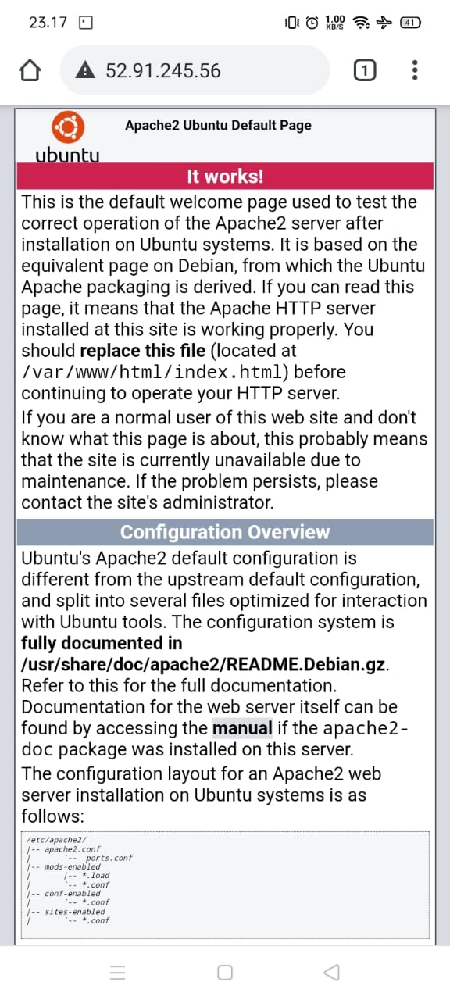 23.17
1.00
KB/S
41
52.91.245.56
1
ubuntu
Apache2 Ubuntu Default Page
It works!
This is the default welcome page used to test the
correct operation of the Apache2 server after
installation on Ubuntu systems. It is based on the
equivalent page on Debian, from which the Ubuntu
Apache packaging is derived. If you can read this
page, it means that the Apache HTTP server
installed at this site is working properly. You
should replace this file (located at
/var/www/html/index.html) before
continuing to operate your HTTP server.
If you are a normal user of this web site and don't
know what this page is about, this probably means
that the site is currently unavailable due to
maintenance. If the problem persists, please
contact the site's administrator.
Configuration Overview
Ubuntu's Apache2 default configuration is
different from the upstream default configuration,
and split into several files optimized for interaction
with Ubuntu tools. The configuration system is
fully documented in
/usr/share/doc/apache2/README.Debian.gz.
Refer to this for the full documentation.
Documentation for the web server itself can be
found by accessing the manual if the apache2-
doc package was installed on this server.
The configuration layout for an Apache2 web
server installation on Ubuntu systems is as
follows:
/etc/apache2/
|-- apache2.conf
|       `--  ports.conf
|-- mods-enabled
|       |-- *.load
|       `-- *.conf
|-- conf-enabled
|       `-- *.conf
|-- sites-enabled
|       `-- *.conf